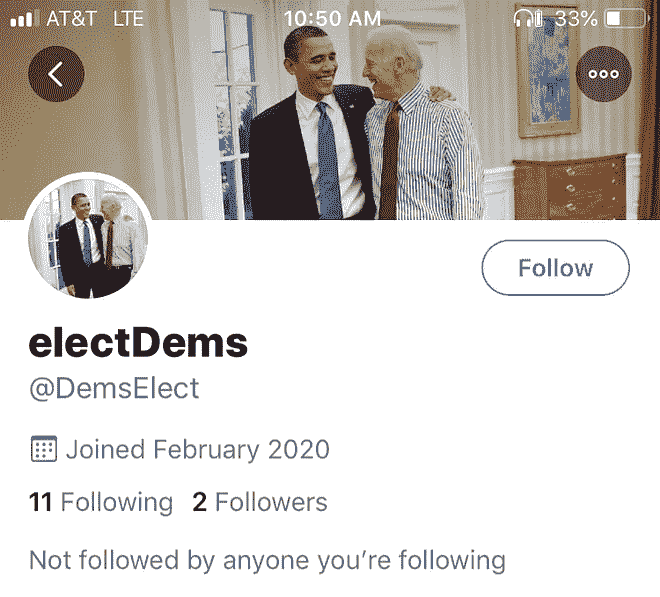 AT&T LTE 10:50 AM 33%
Follow
electDems
@DemsElect
Joined February 2020
11 Following 2 Followers
Not followed by anyone you’re following